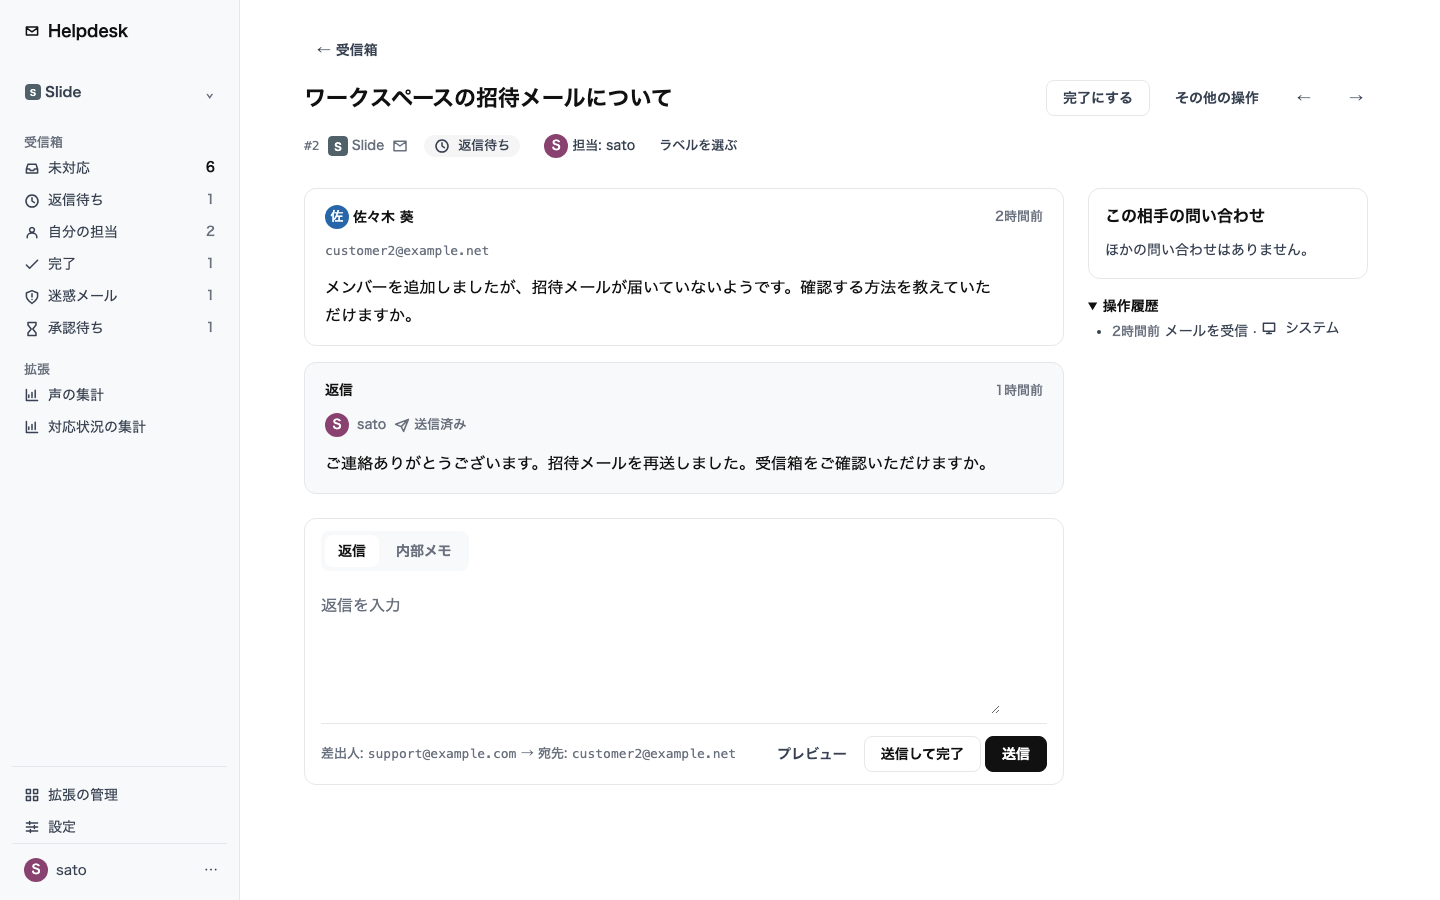 Helpdesk
S Slide
受信箱
未対応 6
返信待ち 1
自分の担当 2
完了 1
迷惑メール 1
承認待ち 1
拡張
声の集計
対応状況の集計
拡張の管理
設定
S sato ...
← 受信箱
ワークスペースの招待メールについて
完了にする その他の操作 ← →
#2 S Slide 返信待ち S 担当: sato ラベルを選ぶ
佐 佐々木 葵 2時間前
customer2@example.net
メンバーを追加しましたが、招待メールが届いていないようです。確認する方法を教えていた
だけますか。
返信 1時間前
S sato 送信済み
ご連絡ありがとうございます。招待メールを再送しました。受信箱をご確認いただけますか。
返信 内部メモ
返信を入力
差出人: support@example.com → 宛先: customer2@example.net プレビュー 送信して完了 送信
この相手の問い合わせ
ほかの問い合わせはありません。
▼ 操作履歴
• 2時間前 メールを受信 · システム